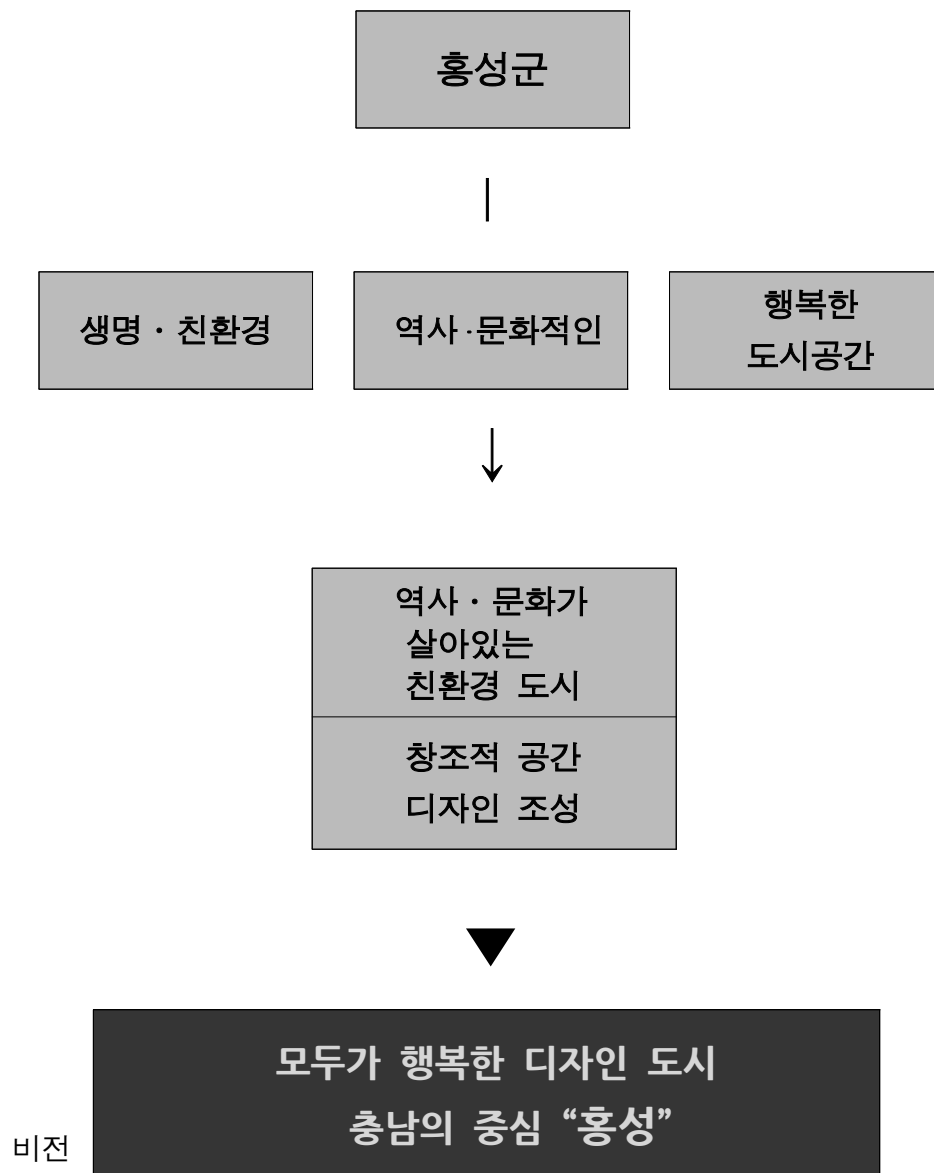 홍성군
생명 · 친환경
역사 · 문화적인
행복한
도시공간
역사 · 문화가
살아있는
친환경 도시
창조적 공간
디자인 조성
모두가 행복한 디자인 도시
충남의 중심 “홍성”
비전